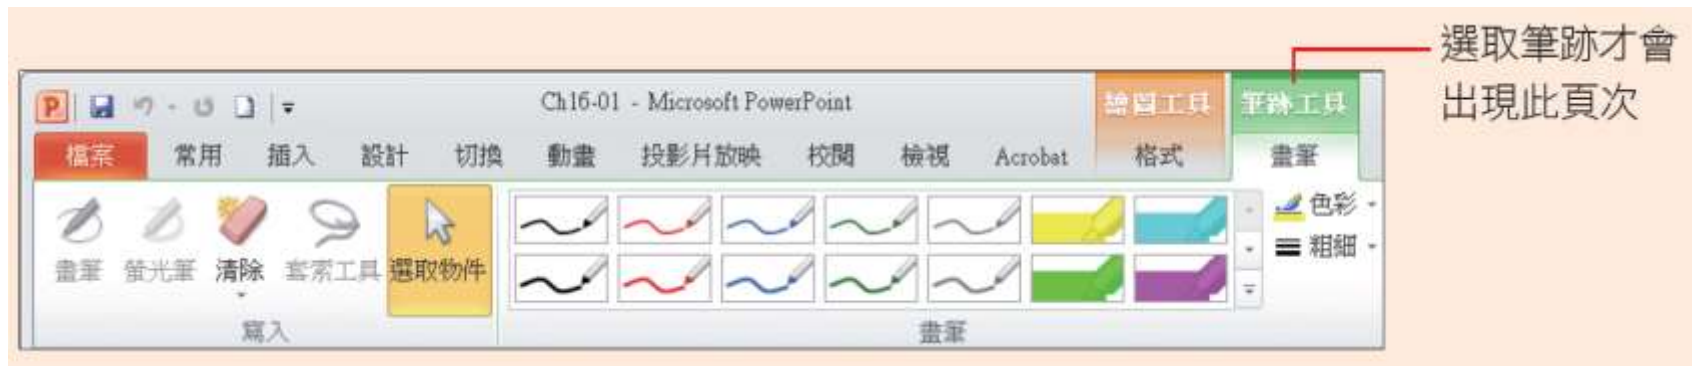 選取筆跡才會
出現此頁次
Ch16-01 - Microsoft PowerPoint
繪圖工具 筆跡工具
檔案 常用 插入 設計 切換 動畫 投影片放映 校閱 檢視 Acrobat 格式 畫筆
色彩
粗細
畫筆 螢光筆 清除 套索工具 選取物件
寫入 畫筆